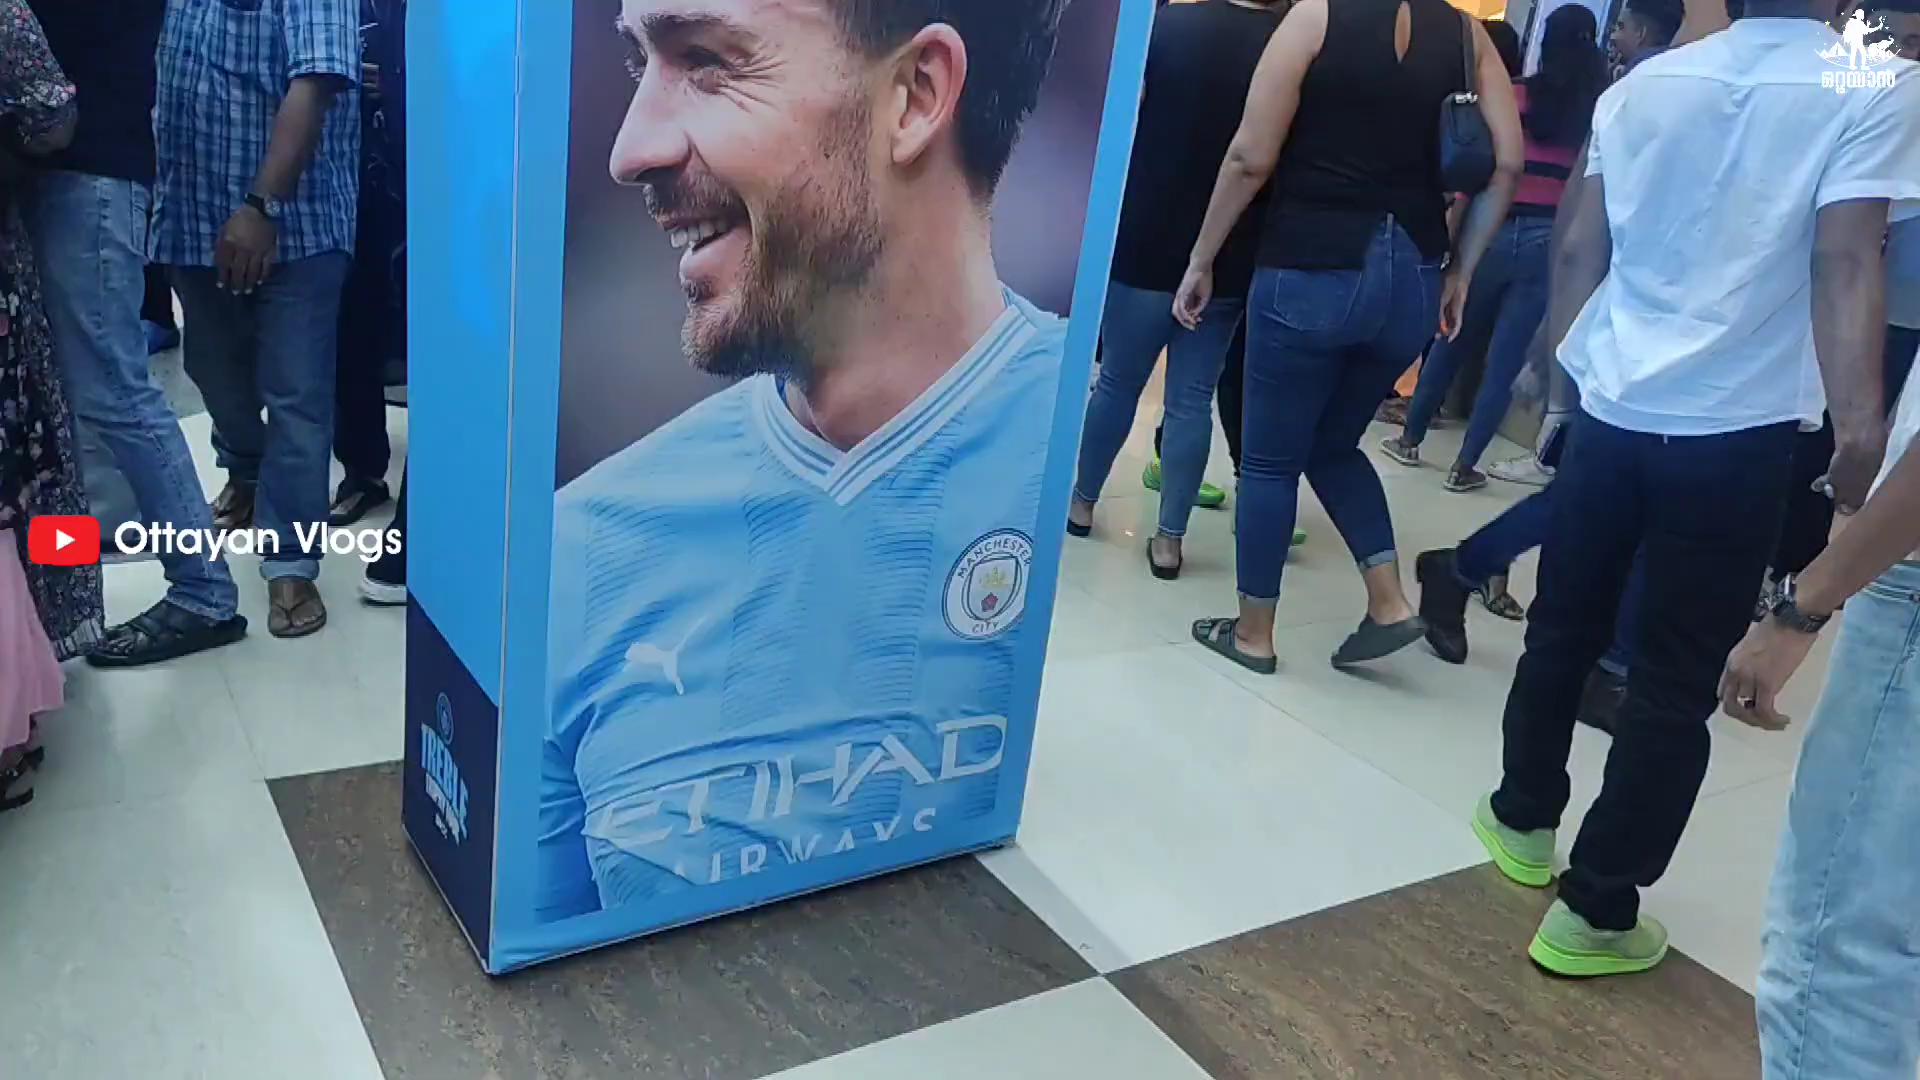 ഒറ്റയാൻ
Ottayan Vlogs
MANCHESTER
CITY
ETIHAD
AIRWAYS
TREBLE